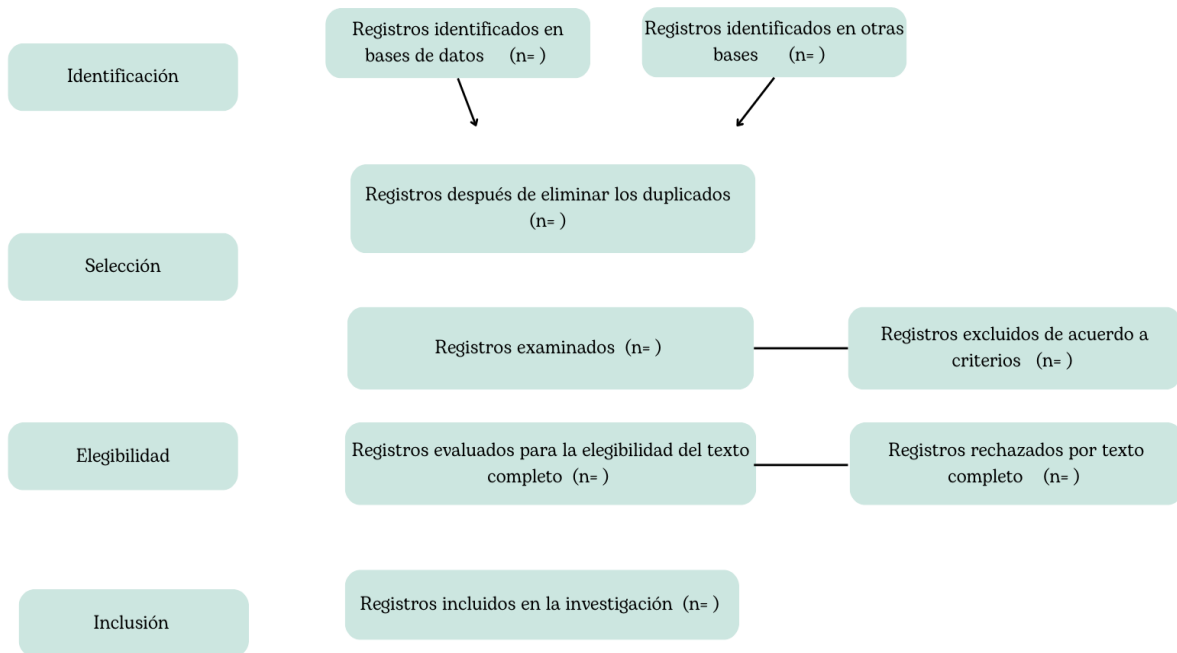 Registros identificados en
bases de datos (n= )
Registros identificados en otras
bases (n= )
Identificación
Registros después de eliminar los duplicados
(n= )
Selección
Registros examinados (n= )
Registros excluidos de acuerdo a
criterios (n= )
Elegibilidad
Registros evaluados para la elegibilidad del texto
completo (n= )
Registros rechazados por texto
completo (n= )
Registros incluidos en la investigación (n= )
Inclusión